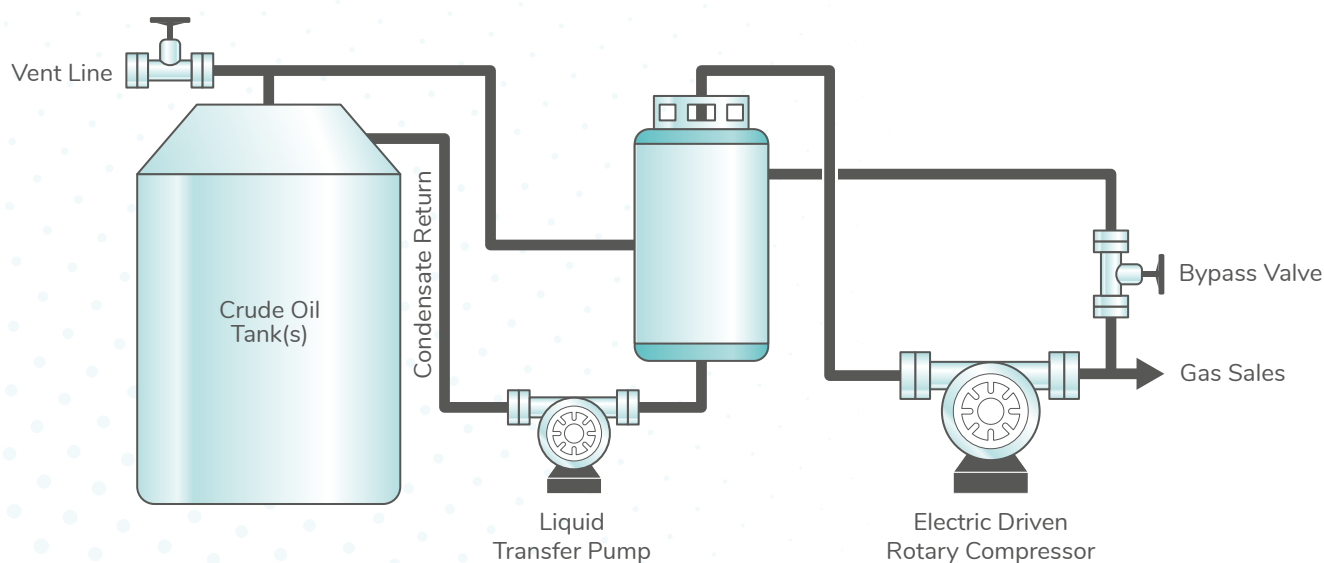 Vent Line
Condensate Return
Crude Oil
Tank(s)
Bypass Valve
Gas Sales
Liquid
Transfer Pump
Electric Driven
Rotary Compressor